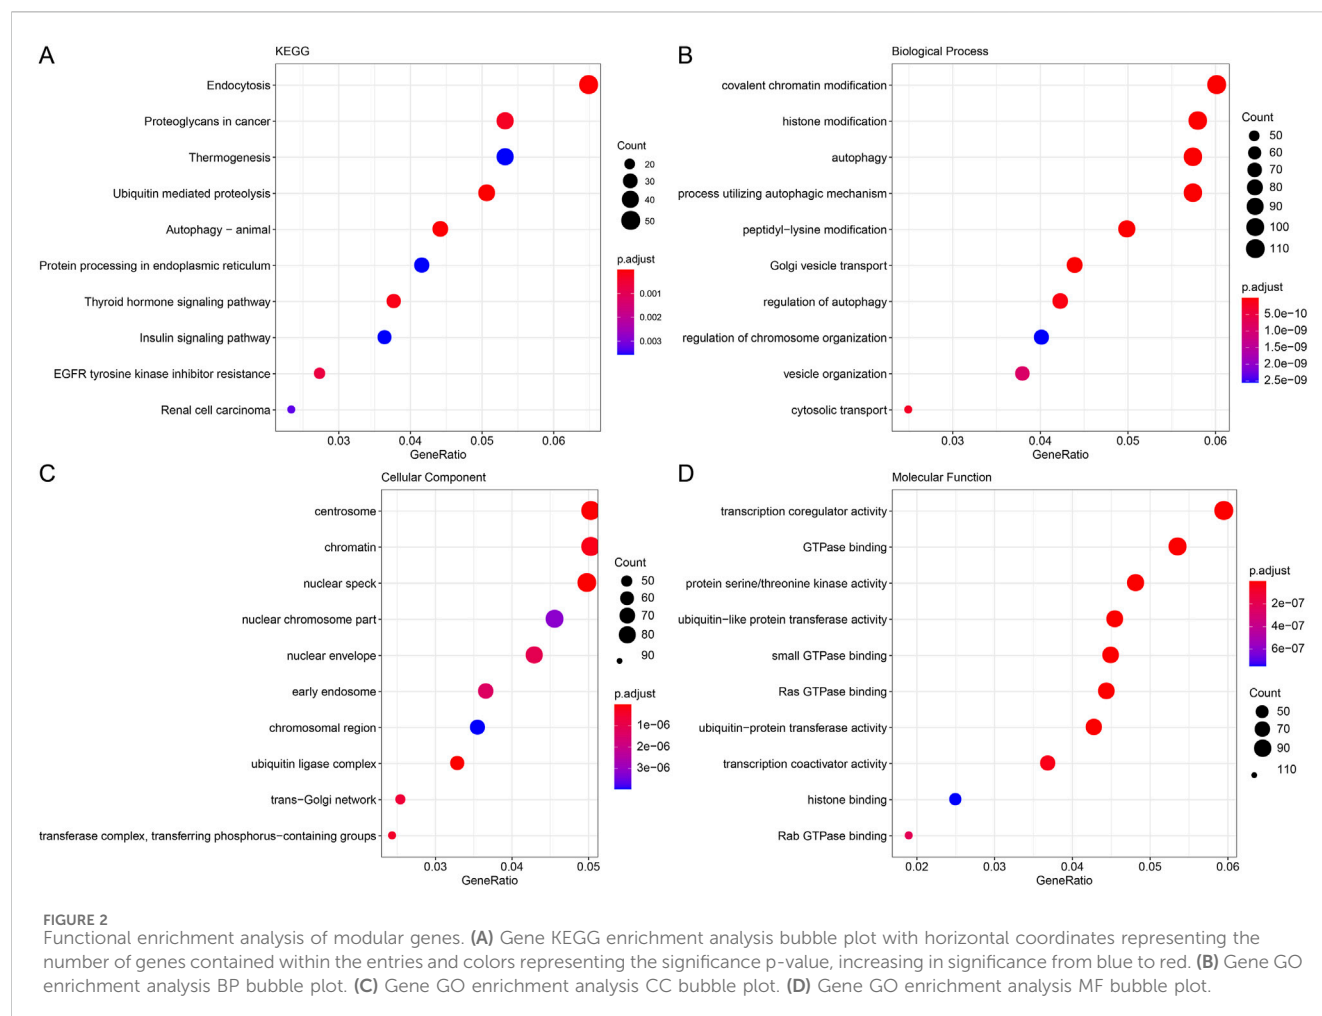 A
KEGG
Endocytosis
Proteoglycans in cancer
Thermogenesis
Ubiquitin mediated proteolysis
Autophagy − animal
Protein processing in endoplasmic reticulum
Thyroid hormone signaling pathway
Insulin signaling pathway
EGFR tyrosine kinase inhibitor resistance
Renal cell carcinoma
0.03 0.04 0.05 0.06
GeneRatio
Count
20
30
40
50
p.adjust
0.001
0.002
0.003
B
Biological Process
covalent chromatin modification
histone modification
autophagy
process utilizing autophagic mechanism
peptidyl−lysine modification
Golgi vesicle transport
regulation of autophagy
regulation of chromosome organization
vesicle organization
cytosolic transport
0.03 0.04 0.05 0.06
GeneRatio
Count
50
60
70
80
90
100
110
p.adjust
5.0e−10
1.0e−09
1.5e−09
2.0e−09
2.5e−09
C
Cellular Component
centrosome
chromatin
nuclear speck
nuclear chromosome part
nuclear envelope
early endosome
chromosomal region
ubiquitin ligase complex
trans−Golgi network
transferase complex, transferring phosphorus−containing groups
0.03 0.04 0.05
GeneRatio
Count
50
60
70
80
90
p.adjust
1e−06
2e−06
3e−06
D
Molecular Function
transcription coregulator activity
GTPase binding
protein serine/threonine kinase activity
ubiquitin−like protein transferase activity
small GTPase binding
Ras GTPase binding
ubiquitin−protein transferase activity
transcription coactivator activity
histone binding
Rab GTPase binding
0.02 0.03 0.04 0.05 0.06
GeneRatio
p.adjust
2e−07
4e−07
6e−07
Count
50
70
90
110
FIGURE 2
Functional enrichment analysis of modular genes. (A) Gene KEGG enrichment analysis bubble plot with horizontal coordinates representing the
number of genes contained within the entries and colors representing the significance p-value, increasing in significance from blue to red. (B) Gene GO
enrichment analysis BP bubble plot. (C) Gene GO enrichment analysis CC bubble plot. (D) Gene GO enrichment analysis MF bubble plot.